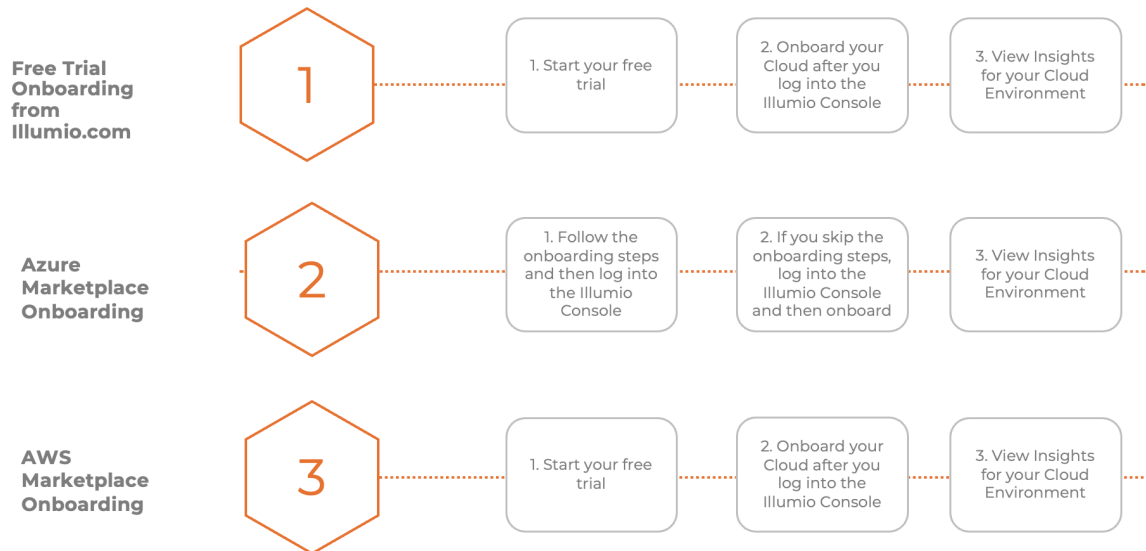 Free Trial
Onboarding
from
Illumio.com
1
1. Start your free
trial
2. Onboard your
Cloud after you
log into the
Illumio Console
3. View Insights
for your Cloud
Environment
Azure
Marketplace
Onboarding
2
1. Follow the
onboarding steps
and then log into
the Illumio
Console
2. If you skip the
onboarding steps,
log into the
Illumio Console
and then onboard
3. View Insights
for your Cloud
Environment
AWS
Marketplace
Onboarding
3
1. Start your free
trial
2. Onboard your
Cloud after you
log into the
Illumio Console
3. View Insights
for your Cloud
Environment